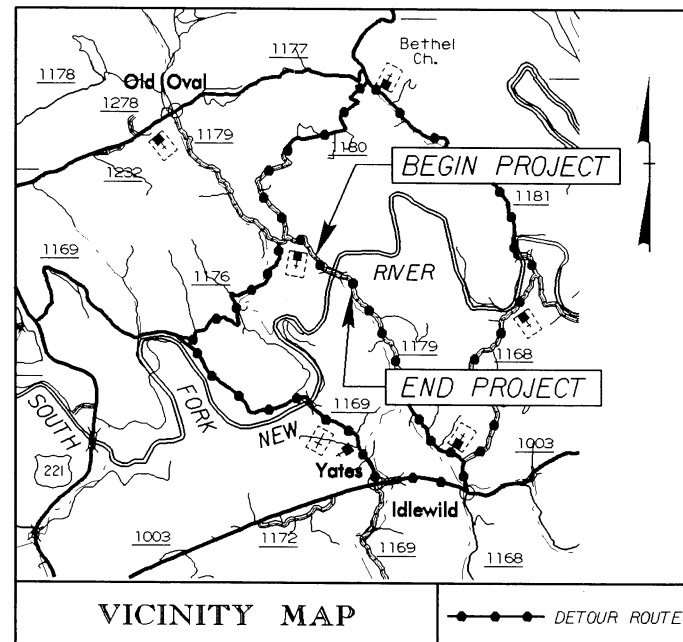 1177
Bethel
Ch.
1178
Old Oval
1278
1179
1180
1232
BEGIN PROJECT
1181
1169
1176
RIVER
1179
1168
END PROJECT
FORK
SOUTH
NEW
1169
1003
221
Yates
Idlewild
1003
1172
1169
1168
VICINITY MAP
DETOUR ROUTE